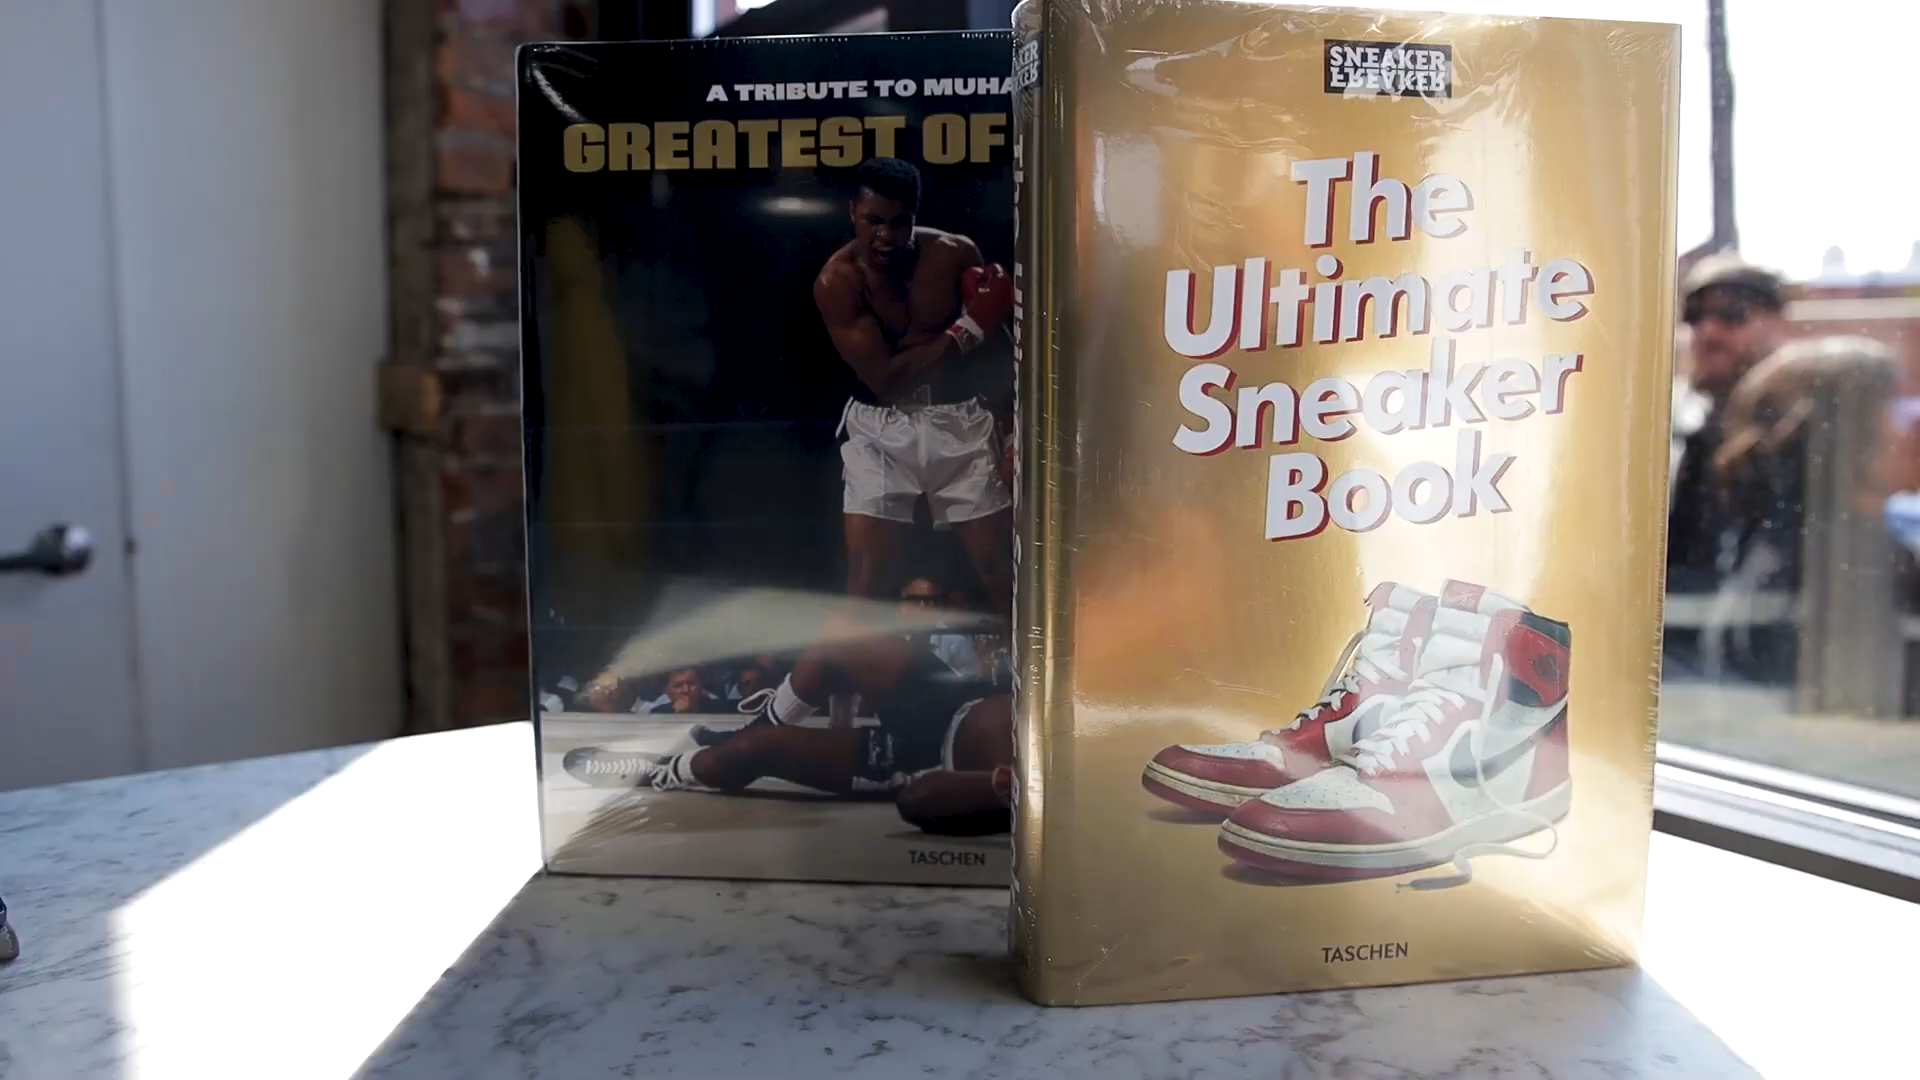 A TRIBUTE TO MUHA
GREATEST OF
TASCHEN
SNEAKER
FREAKER
The
Ultimate
Sneaker
Book
TASCHEN